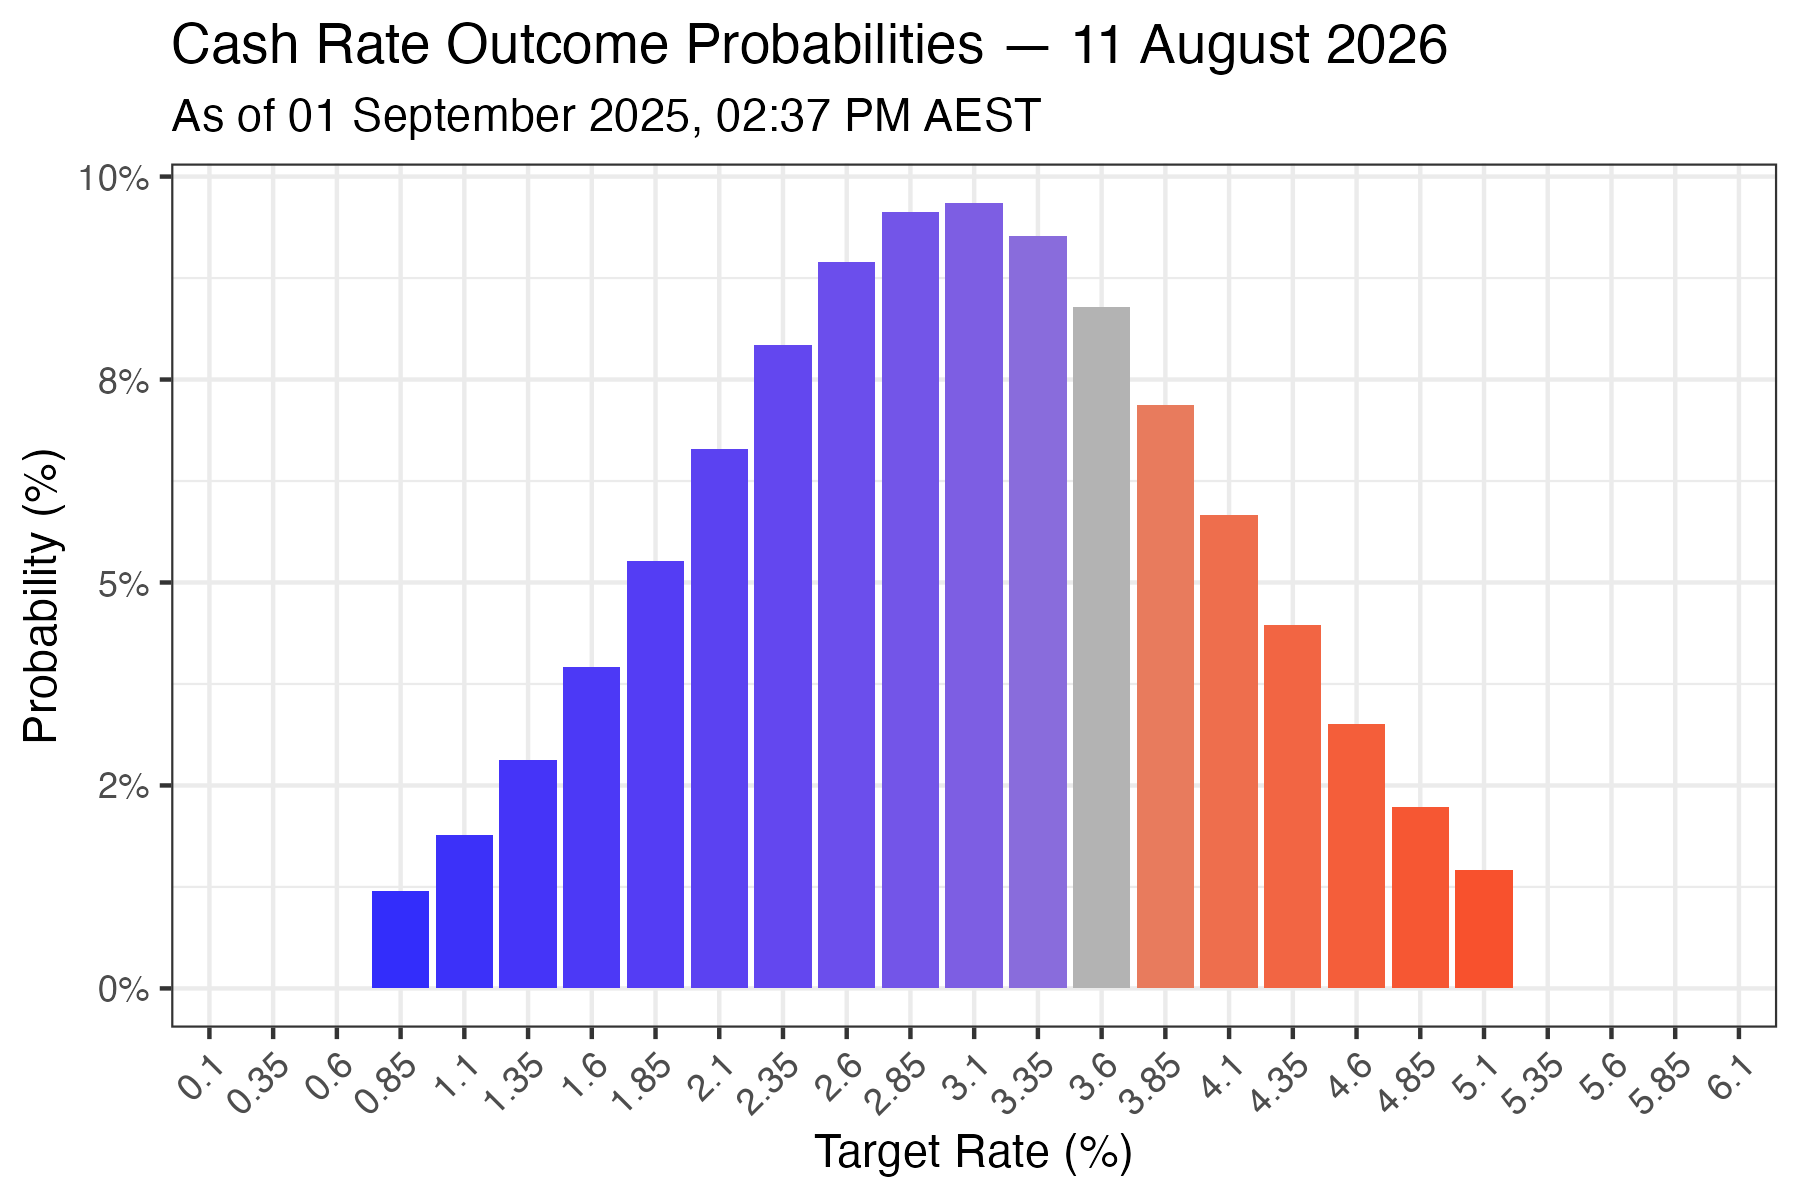 Cash Rate Outcome Probabilities — 11 August 2026
As of 01 September 2025, 02:37 PM AEST
Probability (%)
10%
8%
5%
2%
0%
0.1 0.35 0.6 0.85 1.1 1.35 1.6 1.85 2.1 2.35 2.6 2.85 3.1 3.35 3.6 3.85 4.1 4.35 4.6 4.85 5.1 5.35 5.6 5.85 6.1
Target Rate (%)